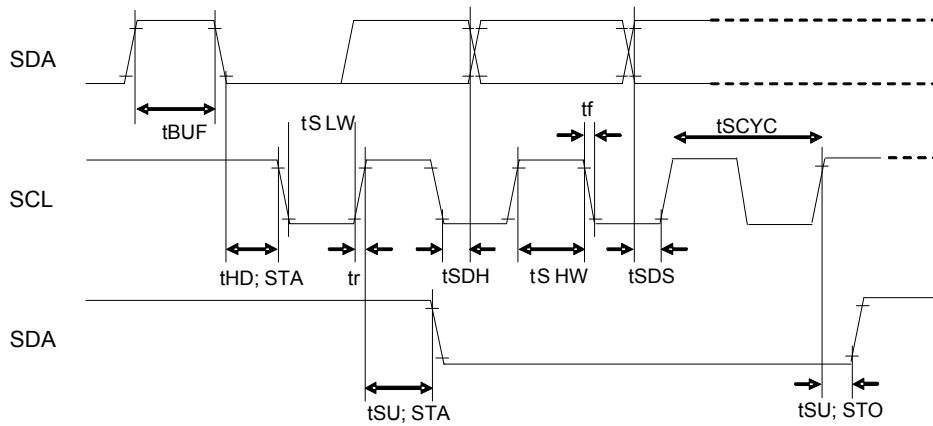 SDA
tBUF
tS LW
tf
tSCYC
SCL
tHD; STA
tr
tSDH
tS HW
tSDS
SDA
tSU; STA
tSU; STO